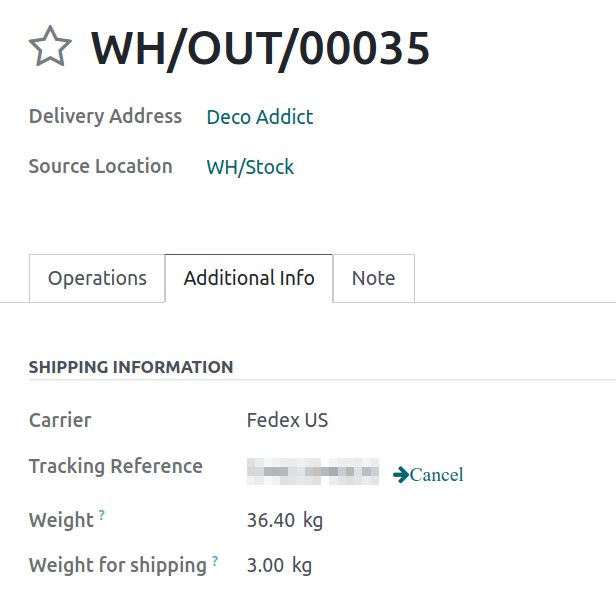 WH/OUT/00035
Delivery Address Deco Addict
Source Location WH/Stock
Operations Additional Info Note
SHIPPING INFORMATION
Carrier Fedex US
Tracking Reference Cancel
Weight ? 36.40 kg
Weight for shipping ? 3.00 kg